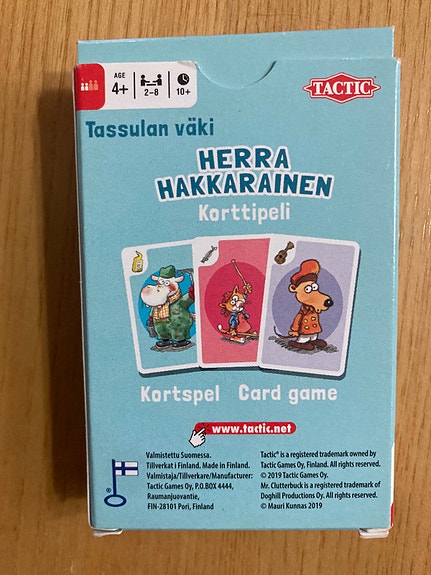 AGE
4+
2–8
10+
TACTIC®
Tassulan väki
HERRA
HAKKARAINEN
Korttipeli
Kortspel Card game
www.tactic.net
Valmistettu Suomessa.
Tillverkat i Finland. Made in Finland.
Valmistaja/Tillverkare/Manufacturer:
Tactic Games Oy, P.O.BOX 4444,
Raumanjuovantie,
FIN-28101 Pori, Finland
®
Tactic® is a registered trademark owned by
Tactic Games Oy, Finland. All rights reserved.
© 2019 Tactic Games Oy.
Mr. Clutterbuck is a registered trademark of
Doghill Productions Oy. All rights reserved.
© Mauri Kunnas 2019